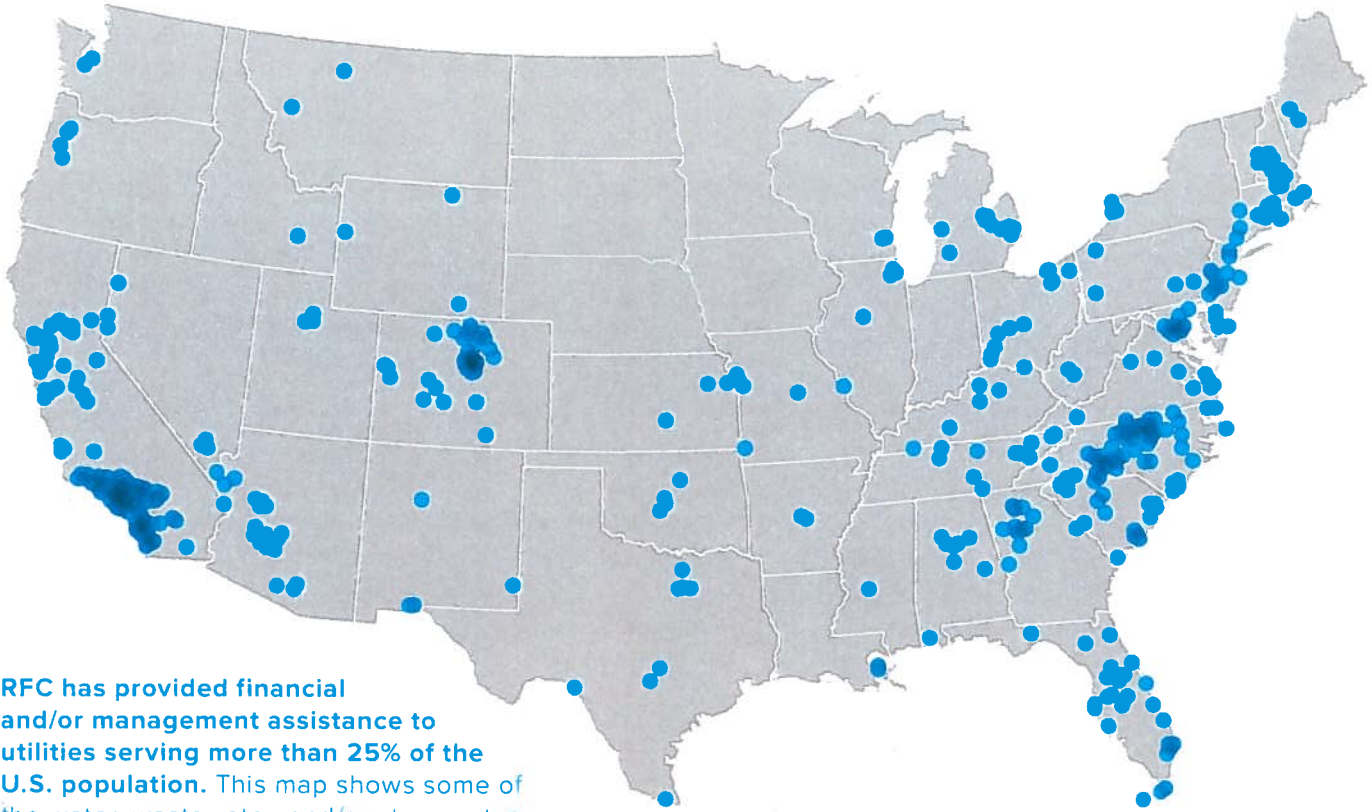 RFC has provided financial
and/or management assistance to
utilities serving more than 25% of the
U.S. population. This map shows some of